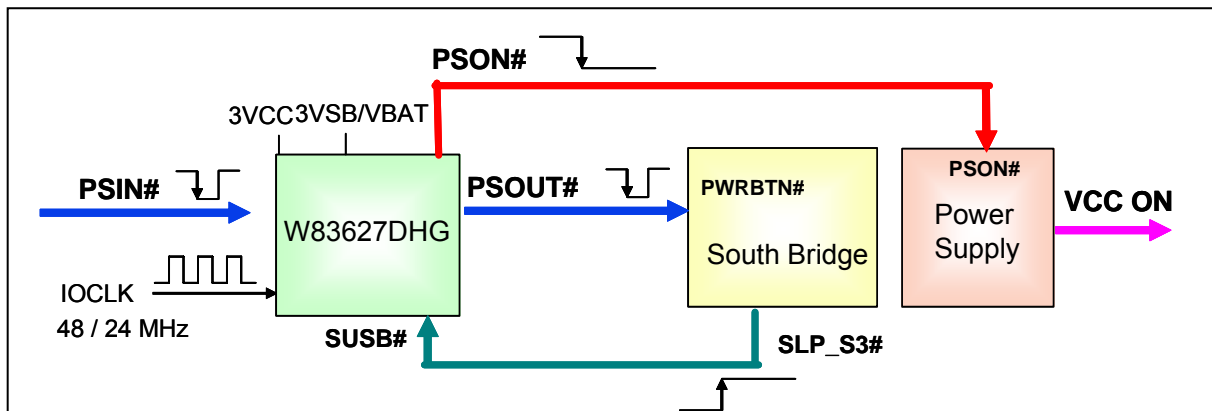 PSON#
3VCC 3VSB/VBAT
PSIN#
W83627DHG
PSOUT#
PWRBTN#
South Bridge
PSON#
Power
Supply
VCC ON
IOCLK
48 / 24 MHz
SUSB#
SLP_S3#